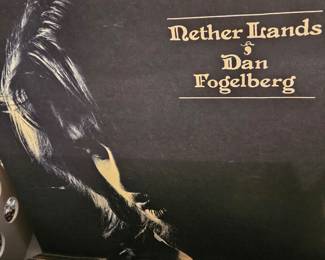 Nether Lands
Dan
Fogelberg